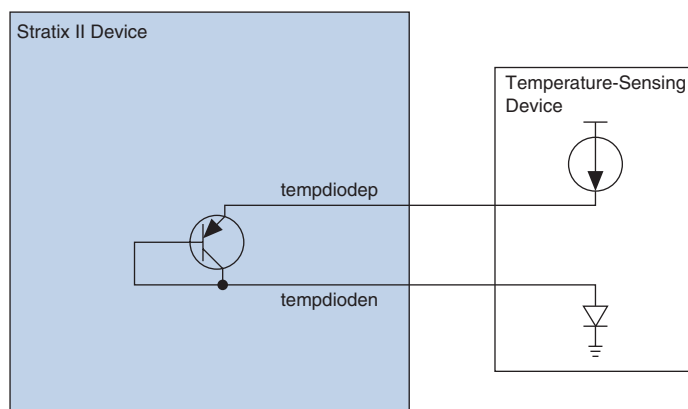 Stratix II Device
Temperature-Sensing
Device
tempdiodep
tempdioden